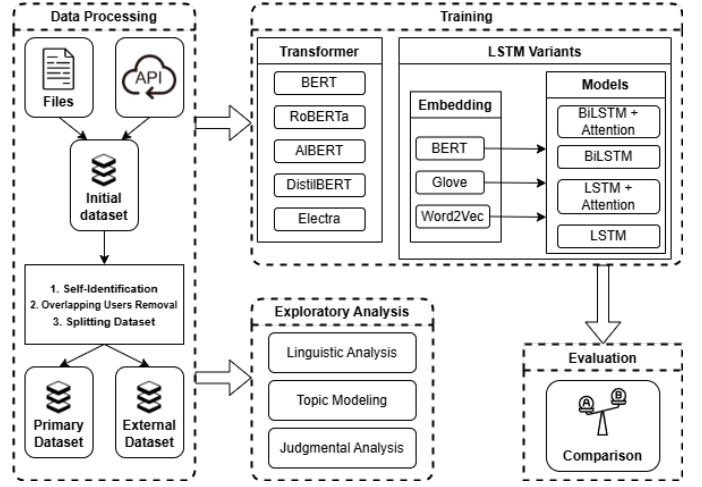 Data Processing
Files
API
Initial
dataset
1. Self-Identification
2. Overlapping Users Removal
3. Splitting Dataset
Primary
Dataset
External
Dataset
Training
Transformer
BERT
RoBERTa
AlBERT
DistilBERT
Electra
LSTM Variants
Embedding
BERT
Glove
Word2Vec
Models
BiLSTM +
Attention
BiLSTM
LSTM +
Attention
LSTM
Exploratory Analysis
Linguistic Analysis
Topic Modeling
Judgmental Analysis
Evaluation
A
B
Comparison